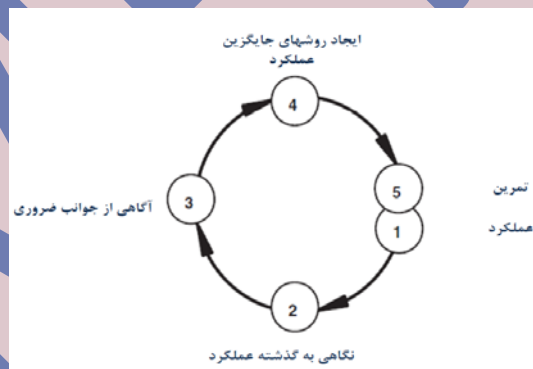 ایجاد روشهای جایگزین
عملکرد
4
تمرین
5
3
آگاهی از جوانب ضروری
عملکرد
1
2
نگاهی به گذشته عملکرد